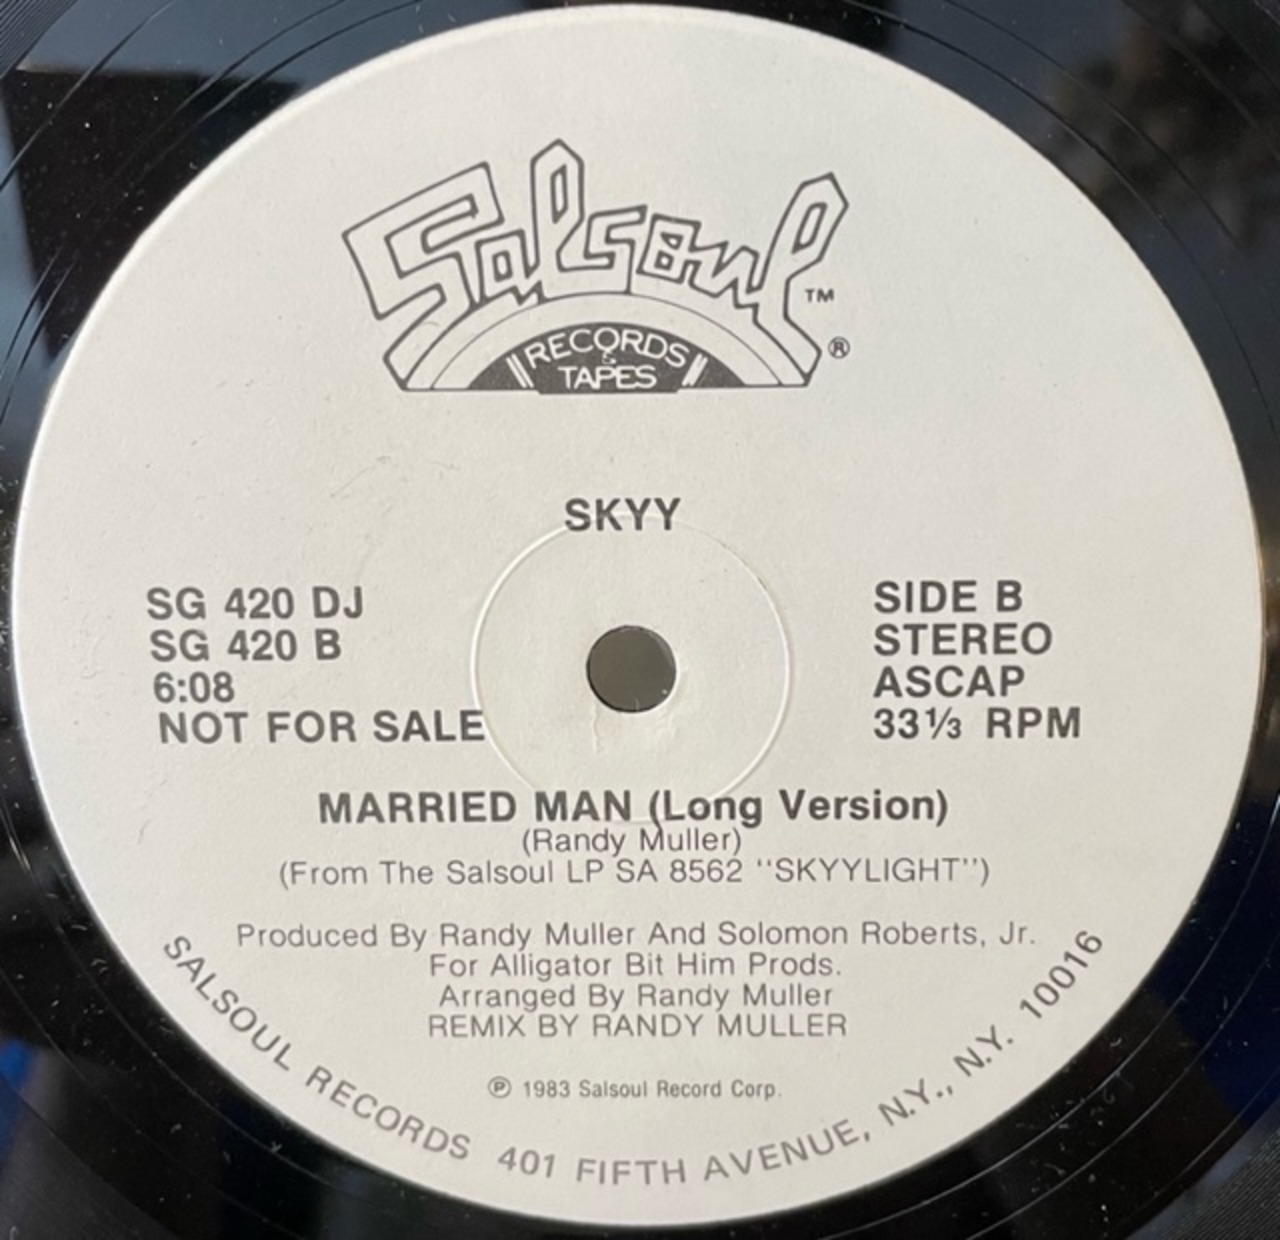 Salsoul TM
RECORDS
&
TAPES
®
SKYY
SG 420 DJ
SG 420 B
6:08
NOT FOR SALE
SIDE B
STEREO
ASCAP
33⅓ RPM
MARRIED MAN (Long Version)
(Randy Muller)
(From The Salsoul LP SA 8562 "SKYYLIGHT")
Produced By Randy Muller And Solomon Roberts, Jr.
For Alligator Bit Him Prods.
Arranged By Randy Muller
REMIX BY RANDY MULLER
℗ 1983 Salsoul Record Corp.
SALSOUL RECORDS 401 FIFTH AVENUE, N.Y., N.Y. 10016